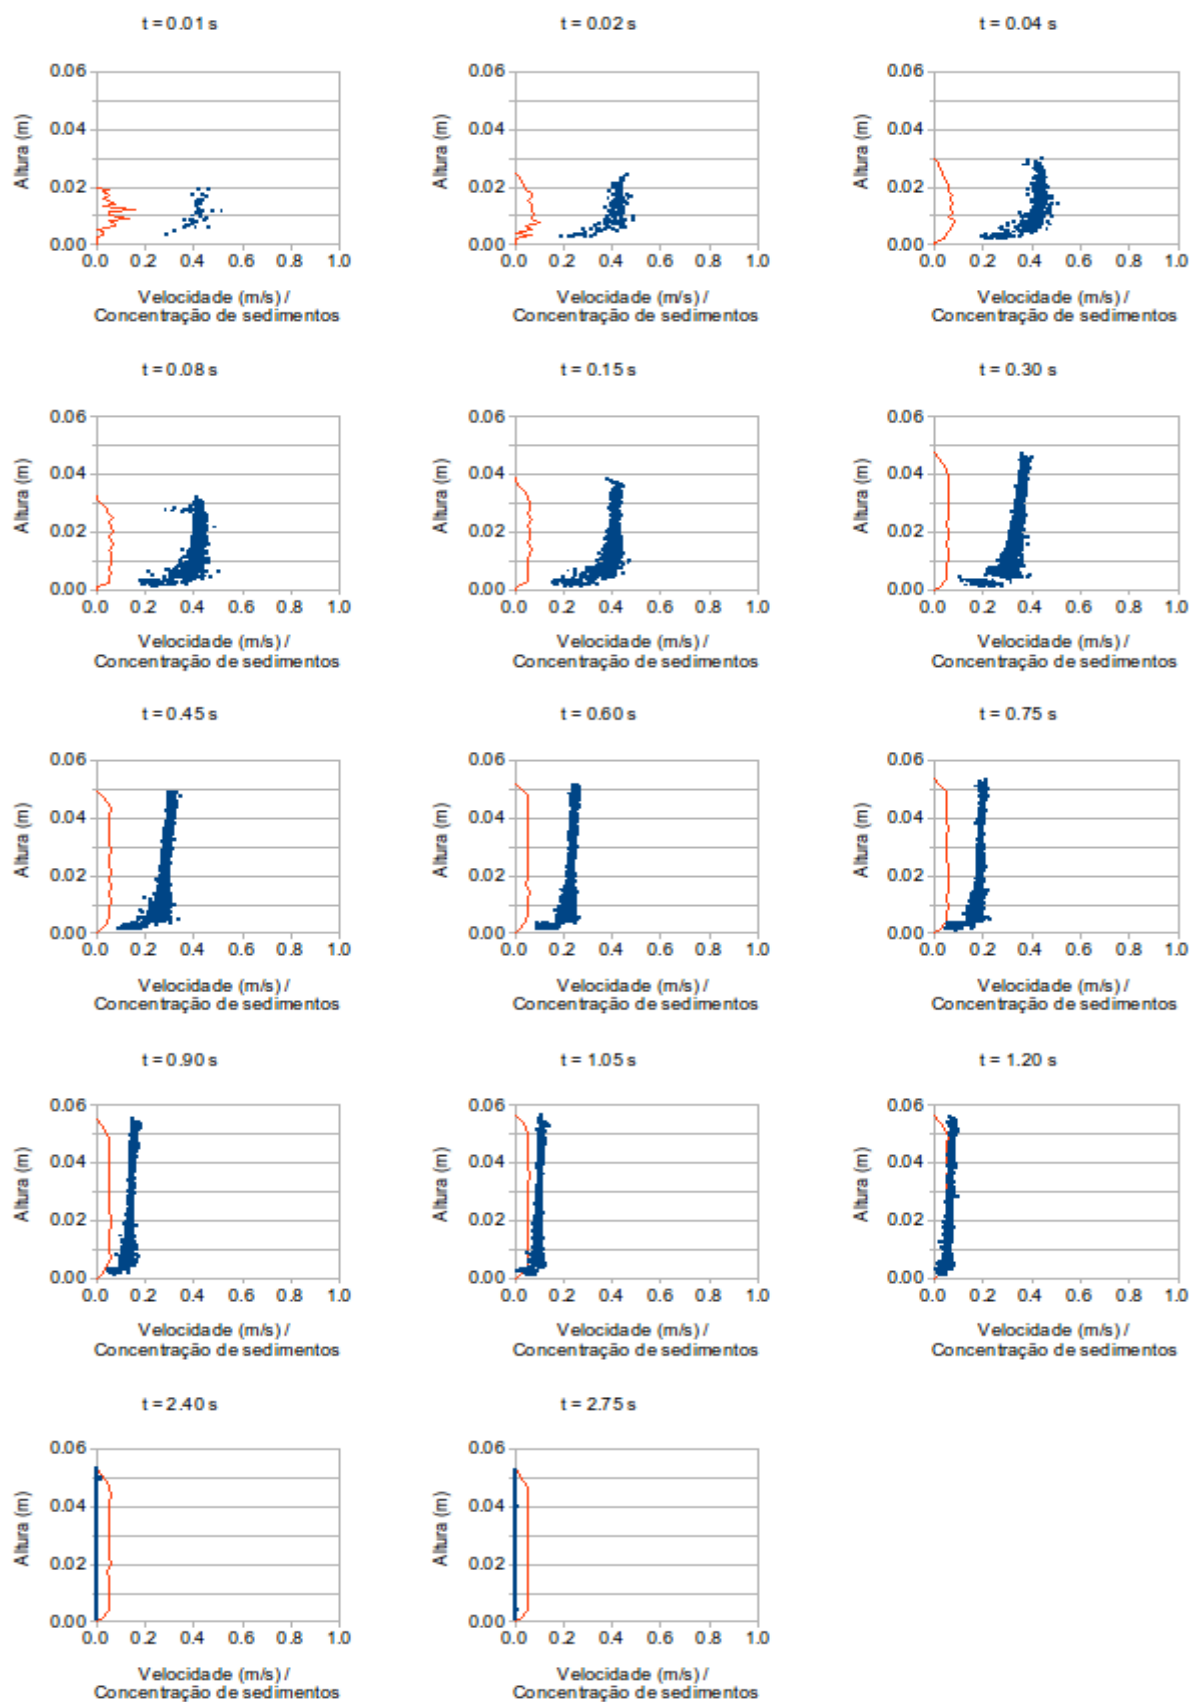 t = 0.01 s
t = 0.02 s
t = 0.04 s
Altura (m)
0.06
0.04
0.02
0.00
0.0 0.2 0.4 0.6 0.8 1.0
Velocidade (m/s) /
Concentração de sedimentos
Altura (m)
0.06
0.04
0.02
0.00
0.0 0.2 0.4 0.6 0.8 1.0
Velocidade (m/s) /
Concentração de sedimentos
Altura (m)
0.06
0.04
0.02
0.00
0.0 0.2 0.4 0.6 0.8 1.0
Velocidade (m/s) /
Concentração de sedimentos
t = 0.08 s
t = 0.15 s
t = 0.30 s
Altura (m)
0.06
0.04
0.02
0.00
0.0 0.2 0.4 0.6 0.8 1.0
Velocidade (m/s) /
Concentração de sedimentos
Altura (m)
0.06
0.04
0.02
0.00
0.0 0.2 0.4 0.6 0.8 1.0
Velocidade (m/s) /
Concentração de sedimentos
Altura (m)
0.06
0.04
0.02
0.00
0.0 0.2 0.4 0.6 0.8 1.0
Velocidade (m/s) /
Concentração de sedimentos
t = 0.45 s
t = 0.60 s
t = 0.75 s
Altura (m)
0.06
0.04
0.02
0.00
0.0 0.2 0.4 0.6 0.8 1.0
Velocidade (m/s) /
Concentração de sedimentos
Altura (m)
0.06
0.04
0.02
0.00
0.0 0.2 0.4 0.6 0.8 1.0
Velocidade (m/s) /
Concentração de sedimentos
Altura (m)
0.06
0.04
0.02
0.00
0.0 0.2 0.4 0.6 0.8 1.0
Velocidade (m/s) /
Concentração de sedimentos
t = 0.90 s
t = 1.05 s
t = 1.20 s
Altura (m)
0.06
0.04
0.02
0.00
0.0 0.2 0.4 0.6 0.8 1.0
Velocidade (m/s) /
Concentração de sedimentos
Altura (m)
0.06
0.04
0.02
0.00
0.0 0.2 0.4 0.6 0.8 1.0
Velocidade (m/s) /
Concentração de sedimentos
Altura (m)
0.06
0.04
0.02
0.00
0.0 0.2 0.4 0.6 0.8 1.0
Velocidade (m/s) /
Concentração de sedimentos
t = 2.40 s
t = 2.75 s
Altura (m)
0.06
0.04
0.02
0.00
0.0 0.2 0.4 0.6 0.8 1.0
Velocidade (m/s) /
Concentração de sedimentos
Altura (m)
0.06
0.04
0.02
0.00
0.0 0.2 0.4 0.6 0.8 1.0
Velocidade (m/s) /
Concentração de sedimentos